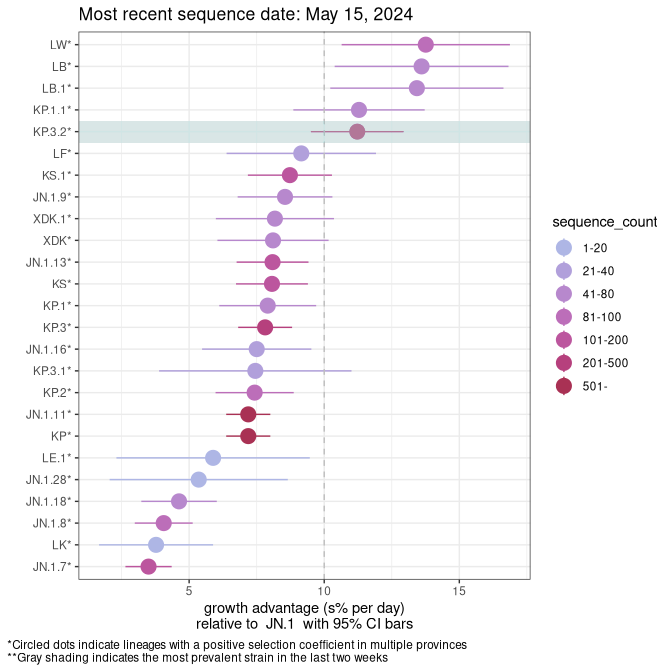 Most recent sequence date: May 15, 2024
LW*
LB*
LB.1*
KP.1.1*
KP.3.2*
LF*
KS.1*
JN.1.9*
XDK.1*
XDK*
JN.1.13*
KS*
KP.1*
KP.3*
JN.1.16*
KP.3.1*
KP.2*
JN.1.11*
KP*
LE.1*
JN.1.28*
JN.1.18*
JN.1.8*
LK*
JN.1.7*
5 10 15
growth advantage (s% per day)
relative to JN.1 with 95% CI bars
sequence_count
1-20
21-40
41-80
81-100
101-200
201-500
501-
*Circled dots indicate lineages with a positive selection coefficient in multiple provinces
**Gray shading indicates the most prevalent strain in the last two weeks